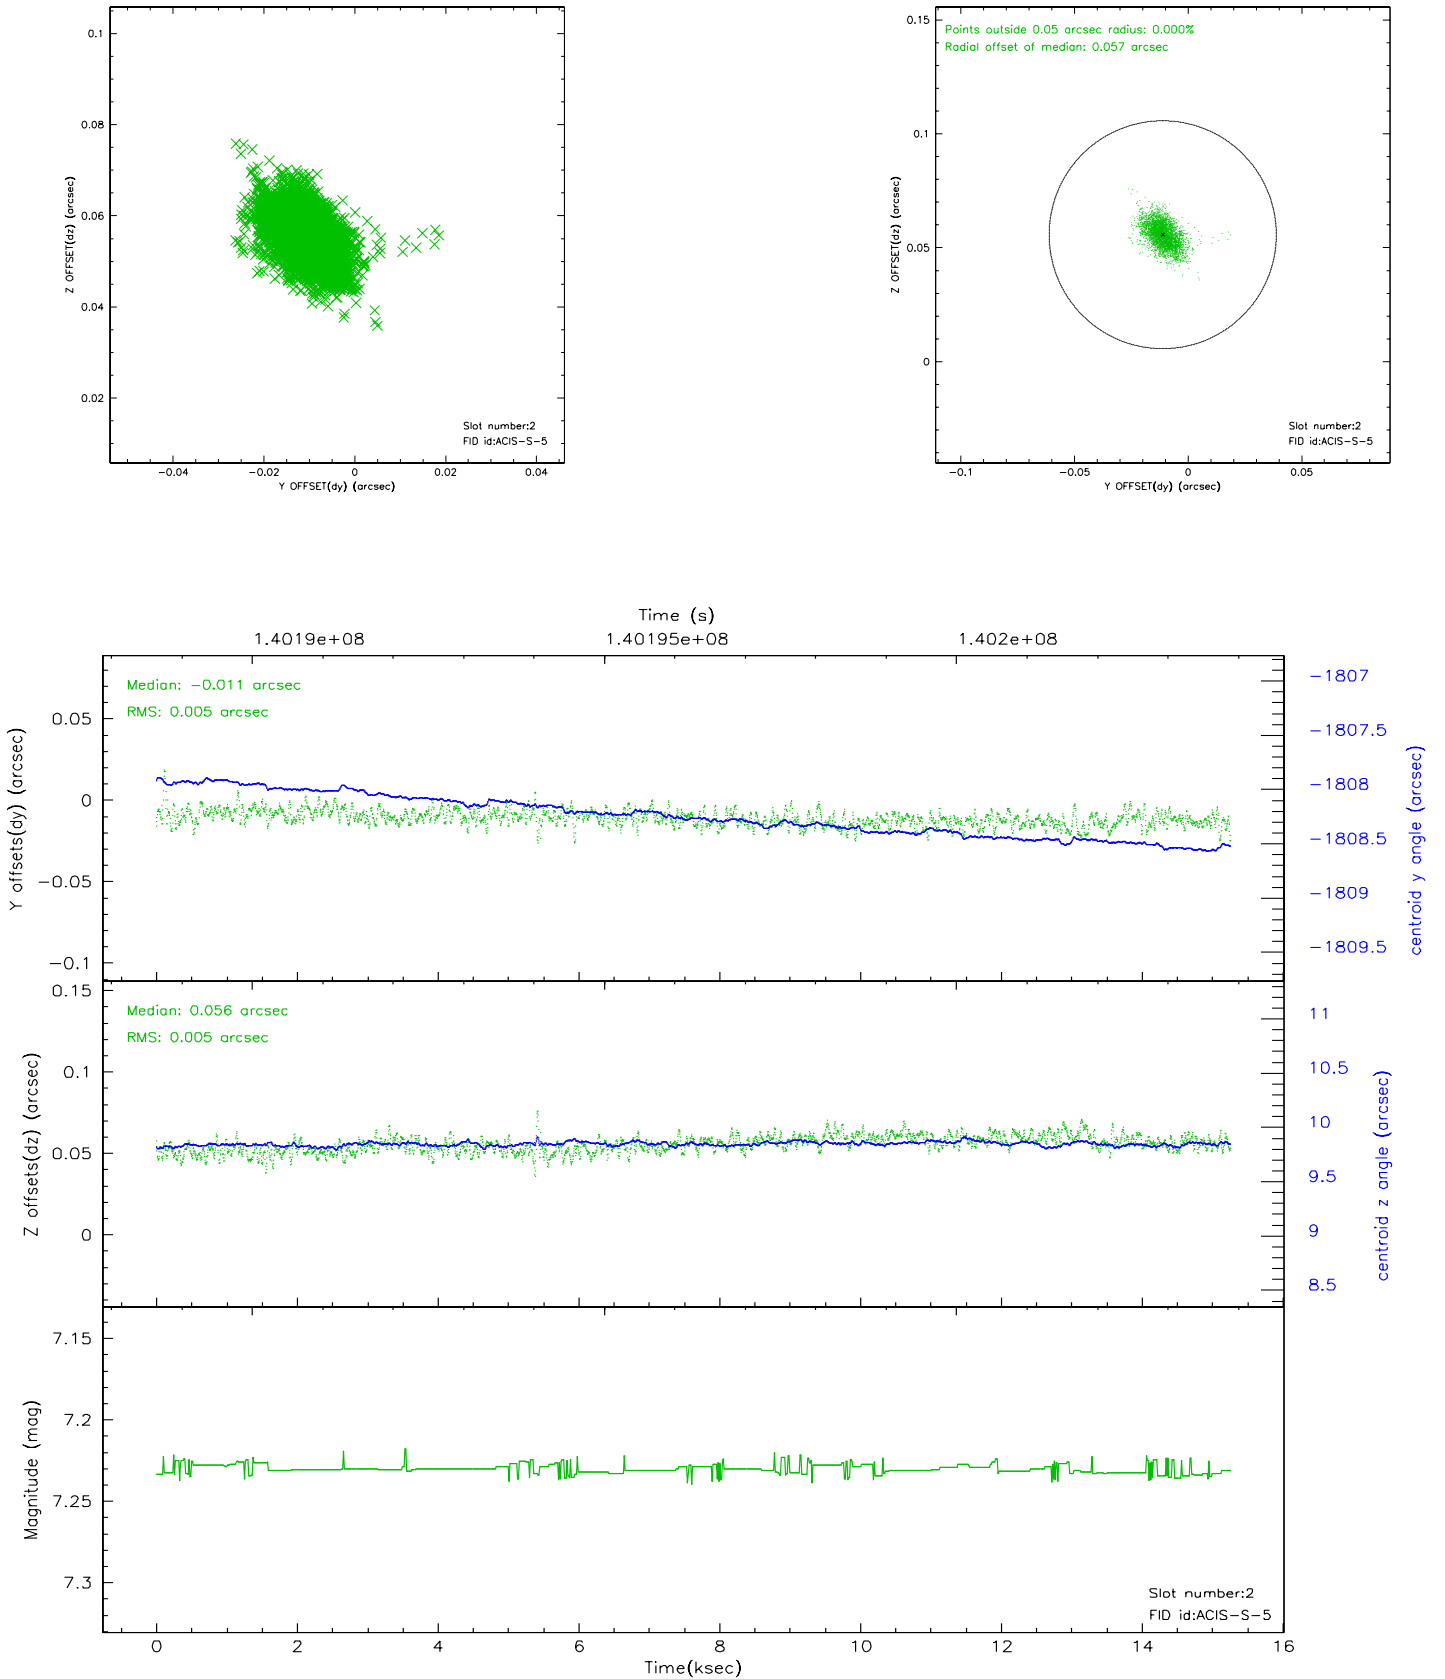 0.1
0.08
0.06
0.04
0.02
Z OFFSET(dz) (arcsec)
Slot number:2
FID id:ACIS-S-5
-0.04
-0.02
0
0.02
0.04
Y OFFSET(dy) (arcsec)
Points outside 0.05 arcsec radius: 0.000%
Radial offset of median: 0.057 arcsec
0.15
0.1
0.05
0
Z OFFSET(dz) (arcsec)
Slot number:2
FID id:ACIS-S-5
-0.1
-0.05
0
0.05
Y OFFSET(dy) (arcsec)
Time (s)
1.4019e+08
1.40195e+08
1.402e+08
Median: -0.011 arcsec
RMS: 0.005 arcsec
0.05
0
-0.05
-0.1
Y offsets(dy) (arcsec)
-1807
-1807.5
-1808
-1808.5
-1809
-1809.5
centroid y angle (arcsec)
Median: 0.056 arcsec
RMS: 0.005 arcsec
0.15
0.1
0.05
0
Z offsets(dz) (arcsec)
11
10.5
10
9.5
9
8.5
centroid z angle (arcsec)
7.15
7.2
7.25
7.3
Magnitude (mag)
Slot number:2
FID id:ACIS-S-5
0
2
4
6
8
10
12
14
16
Time(ksec)